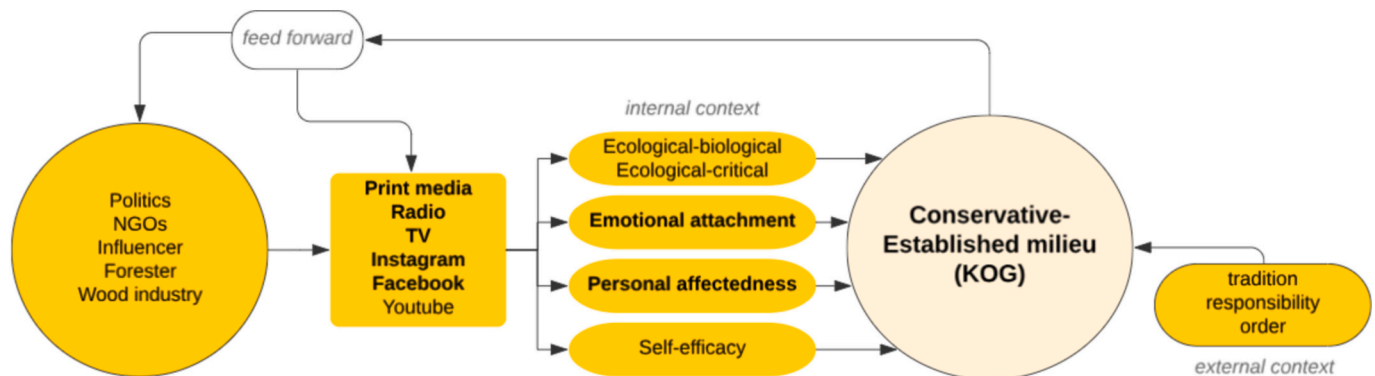 feed forward
Politics
NGOs
Influencer
Forester
Wood industry
Print media
Radio
TV
Instagram
Facebook
Youtube
internal context
Ecological-biological
Ecological-critical
Emotional attachment
Personal affectedness
Self-efficacy
Conservative-
Established milieu
(KOG)
tradition
responsibility
order
external context